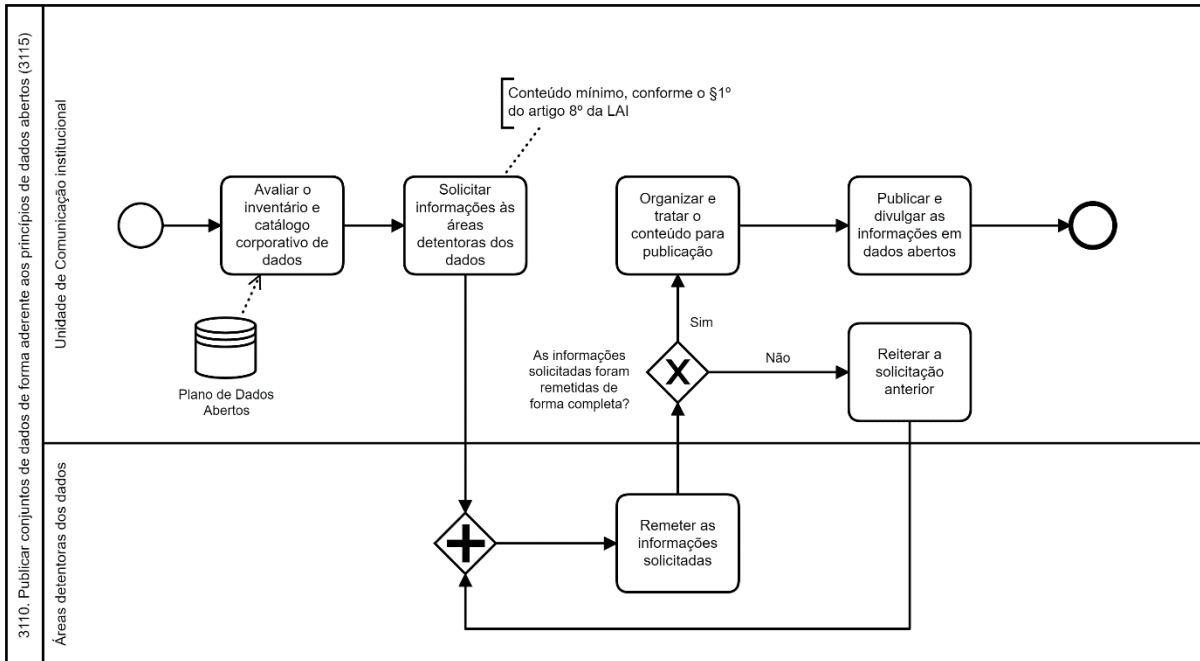 3110. Publicar conjuntos de dados de forma aderente aos princípios de dados abertos (3115)
Unidade de Comunicação institucional
Conteúdo mínimo, conforme o §1º
do artigo 8º da LAI
Avaliar o
inventário e
catálogo
corporativo de
dados
Solicitar
informações às
áreas
detentoras dos
dados
Organizar e
tratar o
conteúdo para
publicação
Publicar e
divulgar as
informações em
dados abertos
Plano de Dados
Abertos
As informações
solicitadas foram
remetidas de
forma completa?
Sim
Não
Reiterar a
solicitação
anterior
Áreas detentoras dos dados
Remeter as
informações
solicitadas